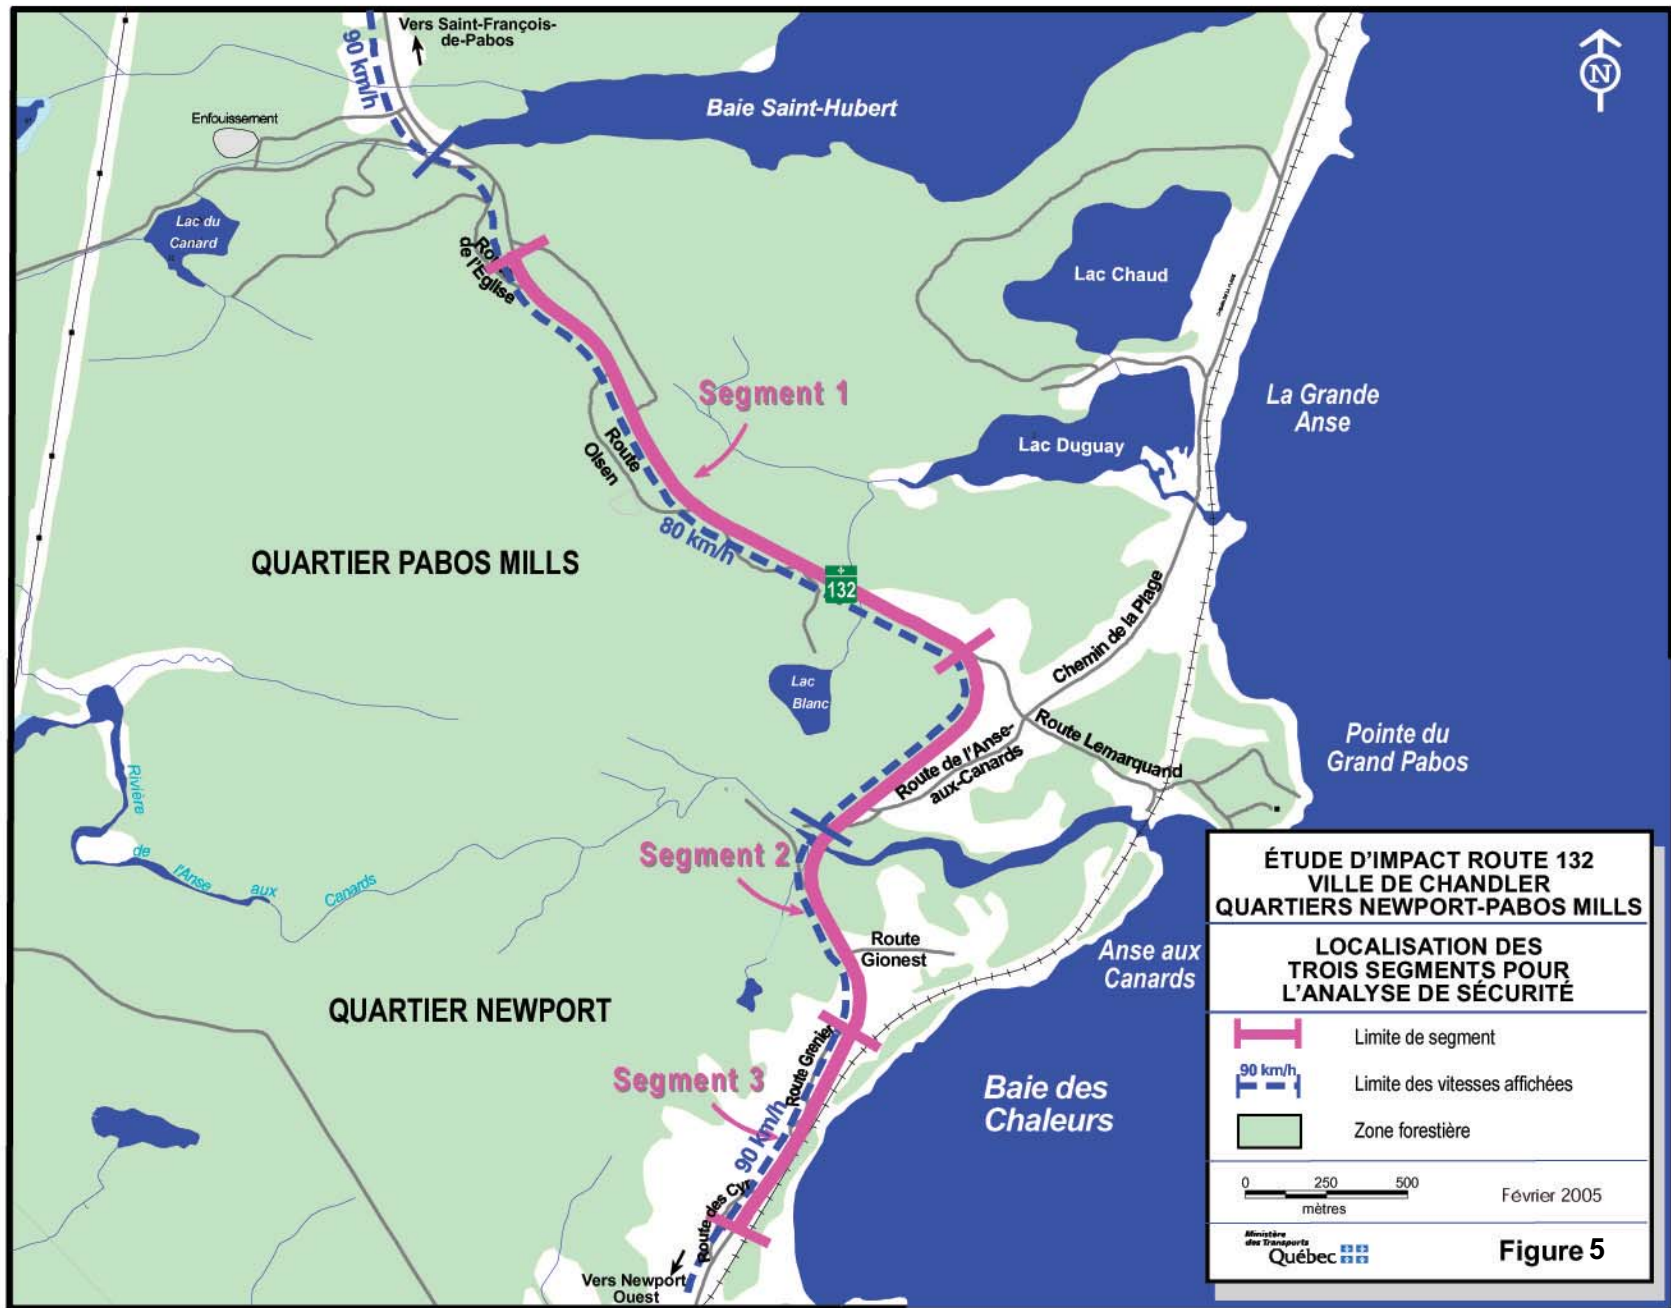 Vers Saint-François-
de-Pabos
90 km/h
N
Enfouissement
Baie Saint-Hubert
Lac du
Canard
Route
de l'Église
Lac Chaud
La Grande
Anse
Segment 1
Route
Olsen
Lac Duguay
80 km/h
QUARTIER PABOS MILLS
132
Chemin de la Plage
Lac
Blanc
Route Lemarquand
Route de l'Anse-
aux-Canards
Pointe du
Grand Pabos
Rivière
de
l'Anse
aux
Canards
Segment 2
Route
Gionest
Anse aux
Canards
QUARTIER NEWPORT
Route Grenier
Segment 3
90 km/h
Baie des
Chaleurs
Route des Cyr
Vers Newport
Ouest
ÉTUDE D'IMPACT ROUTE 132
VILLE DE CHANDLER
QUARTIERS NEWPORT-PABOS MILLS
LOCALISATION DES
TROIS SEGMENTS POUR
L'ANALYSE DE SÉCURITÉ
Limite de segment
90 km/h
Limite des vitesses affichées
Zone forestière
0 250 500
mètres
Février 2005
Ministère
des Transports
Québec
Figure 5